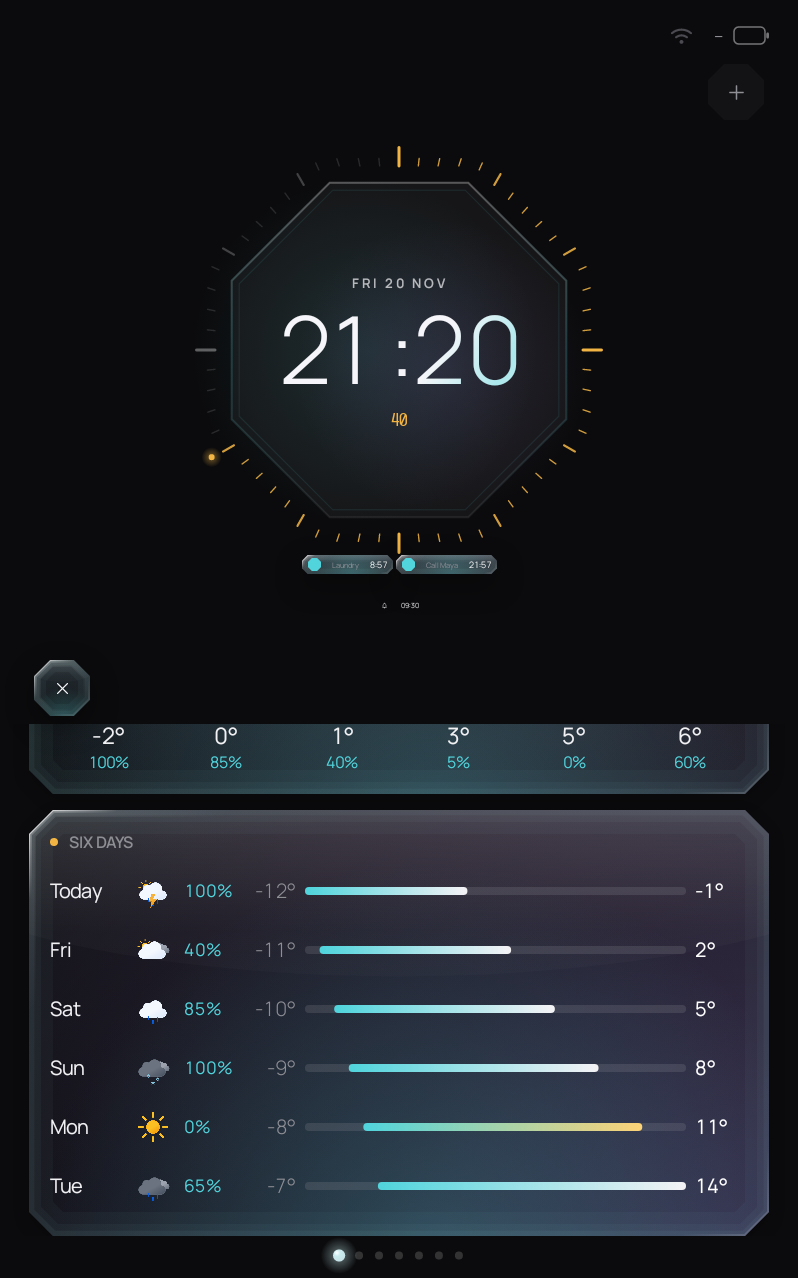 FRI 20 NOV
21 :20
40
Laundry 8:57 Call Maya 21:57
09:30
-2° 0° 1° 3° 5° 6°
100% 85% 40% 5% 0% 60%
SIX DAYS
Today 100% -12° -1°
Fri 40% -11° 2°
Sat 85% -10° 5°
Sun 100% -9° 8°
Mon 0% -8° 11°
Tue 65% -7° 14°